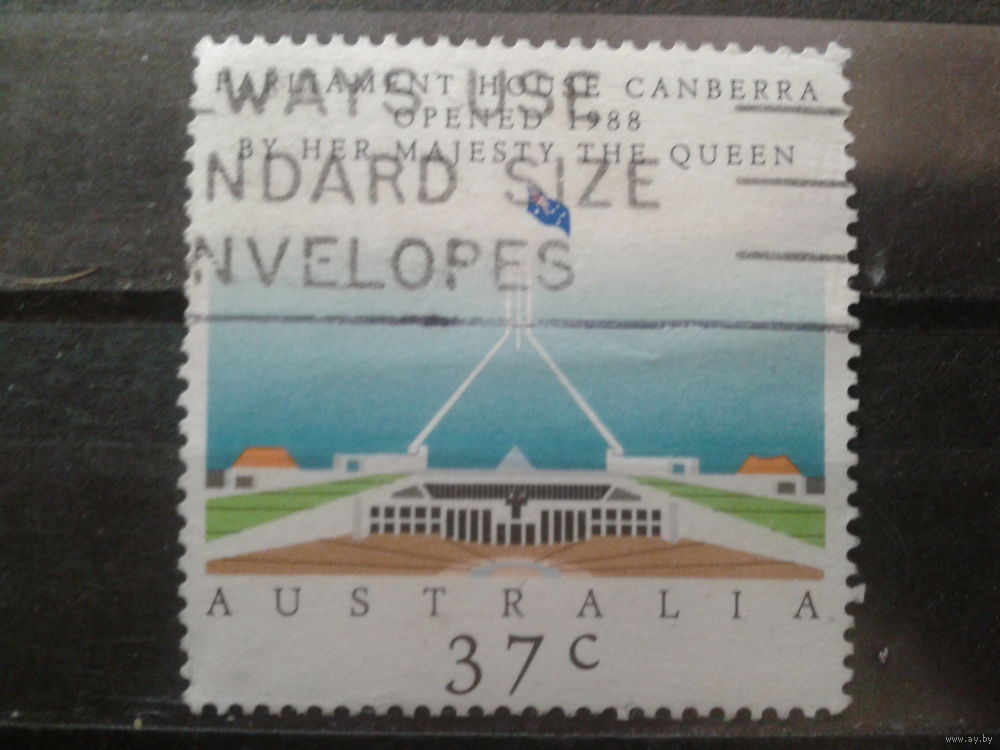 PARLIAMENT HOUSE CANBERRA
OPENED 1988
BY HER MAJESTY THE QUEEN
LWAYS USE
NDARD SIZE
NVELOPES
AUSTRALIA
37c
www.ay.by